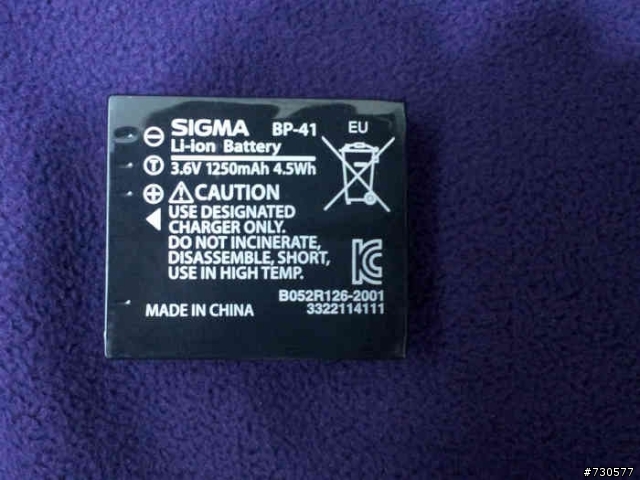 SIGMA BP-41
Li-ion Battery
3.6V 1250mAh 4.5Wh
EU
T
CAUTION
USE DESIGNATED
CHARGER ONLY.
DO NOT INCINERATE,
DISASSEMBLE, SHORT,
USE IN HIGH TEMP.
B052R126-2001
3322114111
MADE IN CHINA
#730577